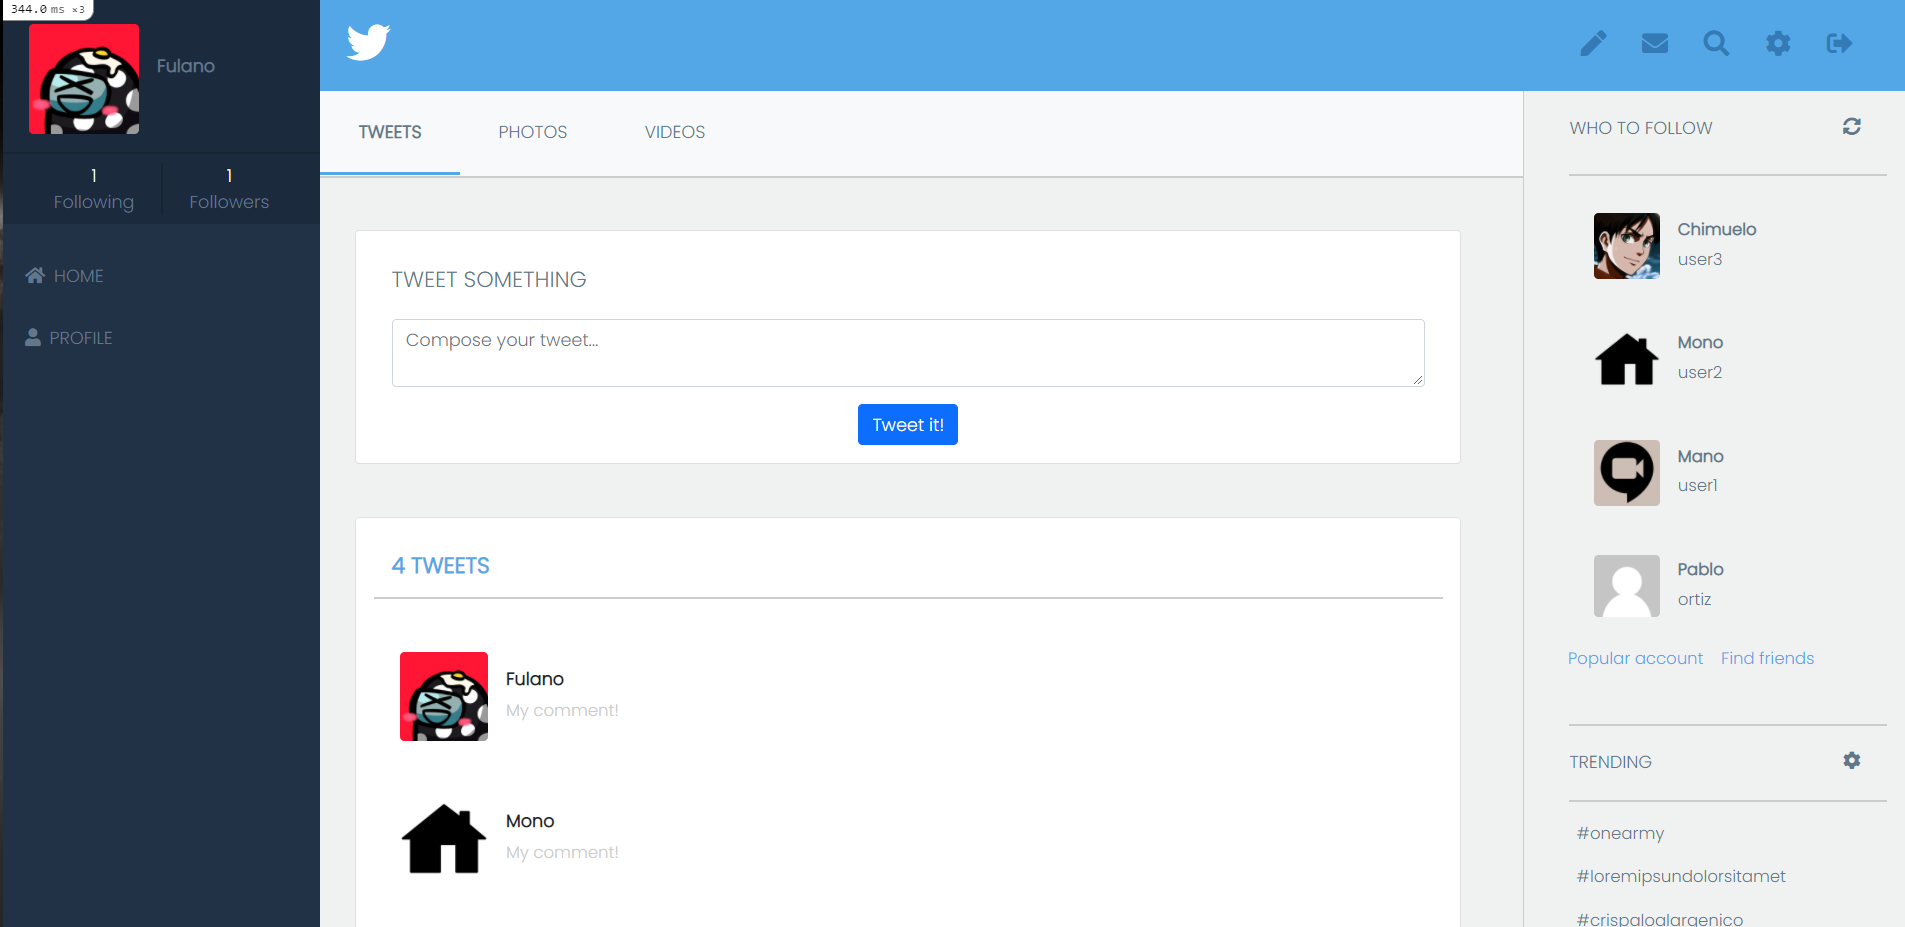 344.0 ms ×3
Fulano
1
Following
1
Followers
HOME
PROFILE
TWEETS
PHOTOS
VIDEOS
TWEET SOMETHING
Compose your tweet...
Tweet it!
4 TWEETS
Fulano
My comment!
Mono
My comment!
WHO TO FOLLOW
Chimuelo
user3
Mono
user2
Mano
user1
Pablo
ortiz
Popular account Find friends
TRENDING
#onearmy
#loremipsundolorsitamet
#crispaloalargenico